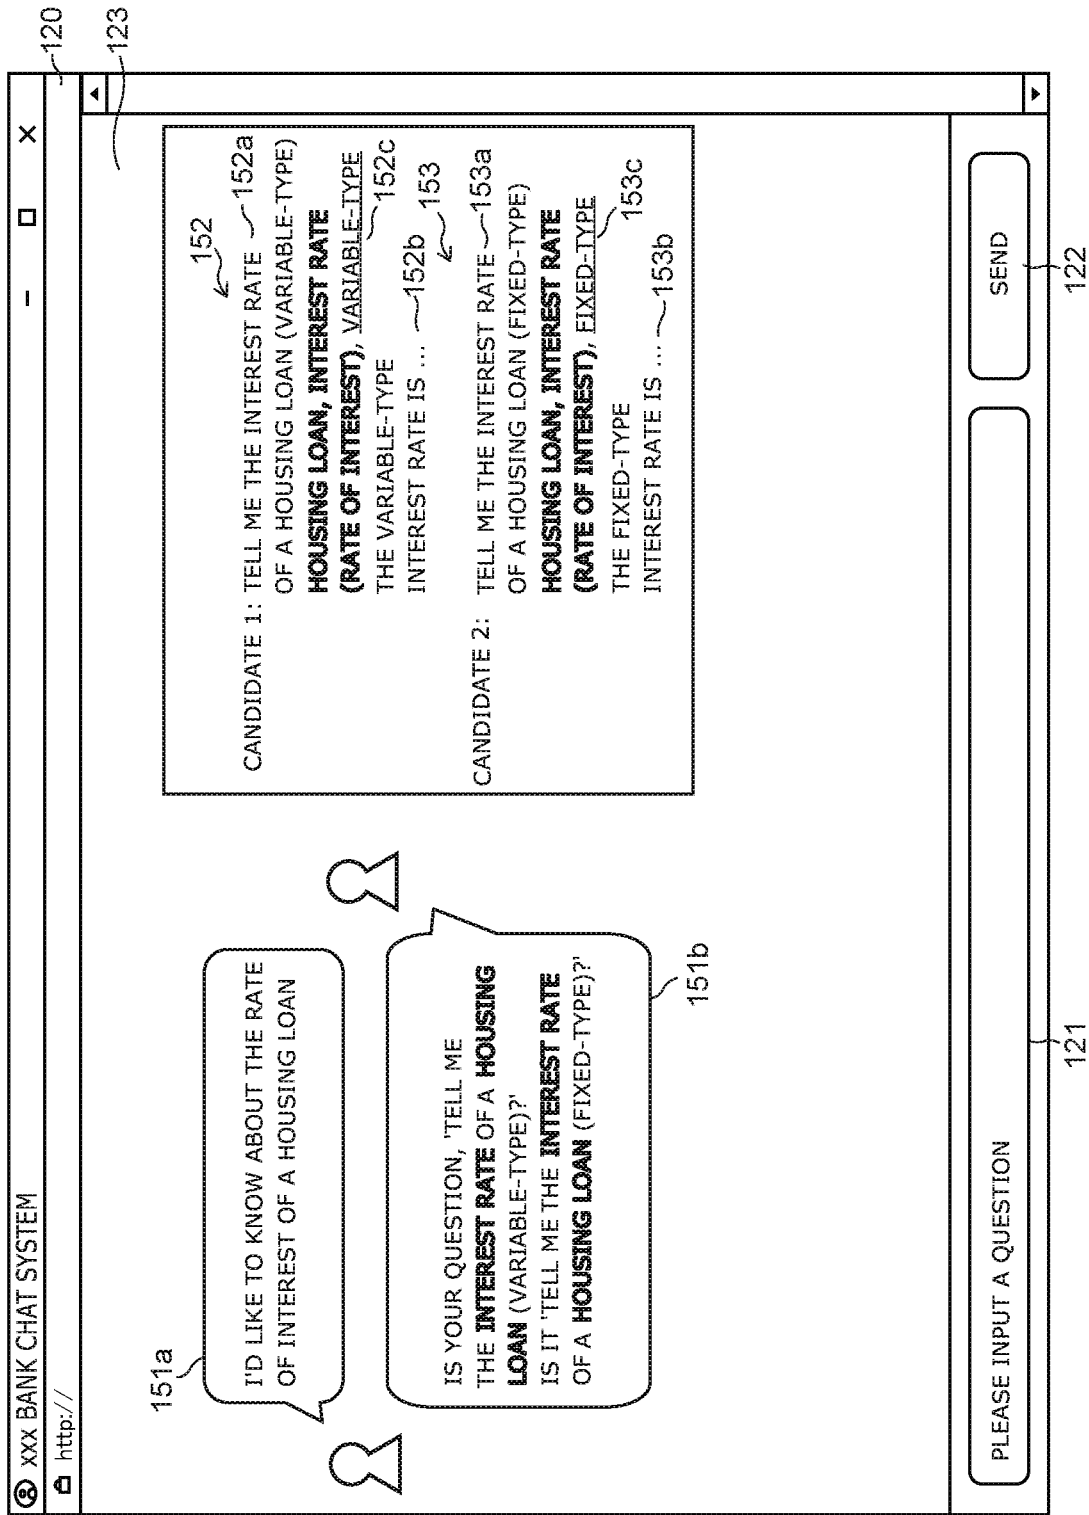 xxx BANK CHAT SYSTEM
http://
120
123
151a
I'D LIKE TO KNOW ABOUT THE RATE
OF INTEREST OF A HOUSING LOAN
IS YOUR QUESTION, 'TELL ME
THE INTEREST RATE OF A HOUSING
LOAN (VARIABLE-TYPE)?'
IS IT 'TELL ME THE INTEREST RATE
OF A HOUSING LOAN (FIXED-TYPE)?'
151b
152
CANDIDATE 1: TELL ME THE INTEREST RATE 152a
OF A HOUSING LOAN (VARIABLE-TYPE)
HOUSING LOAN, INTEREST RATE
(RATE OF INTEREST), VARIABLE-TYPE
THE VARIABLE-TYPE 152c
INTEREST RATE IS ... 152b
153
CANDIDATE 2: TELL ME THE INTEREST RATE 153a
OF A HOUSING LOAN (FIXED-TYPE)
HOUSING LOAN, INTEREST RATE
(RATE OF INTEREST), FIXED-TYPE
THE FIXED-TYPE 153c
INTEREST RATE IS ... 153b
PLEASE INPUT A QUESTION
SEND
121
122